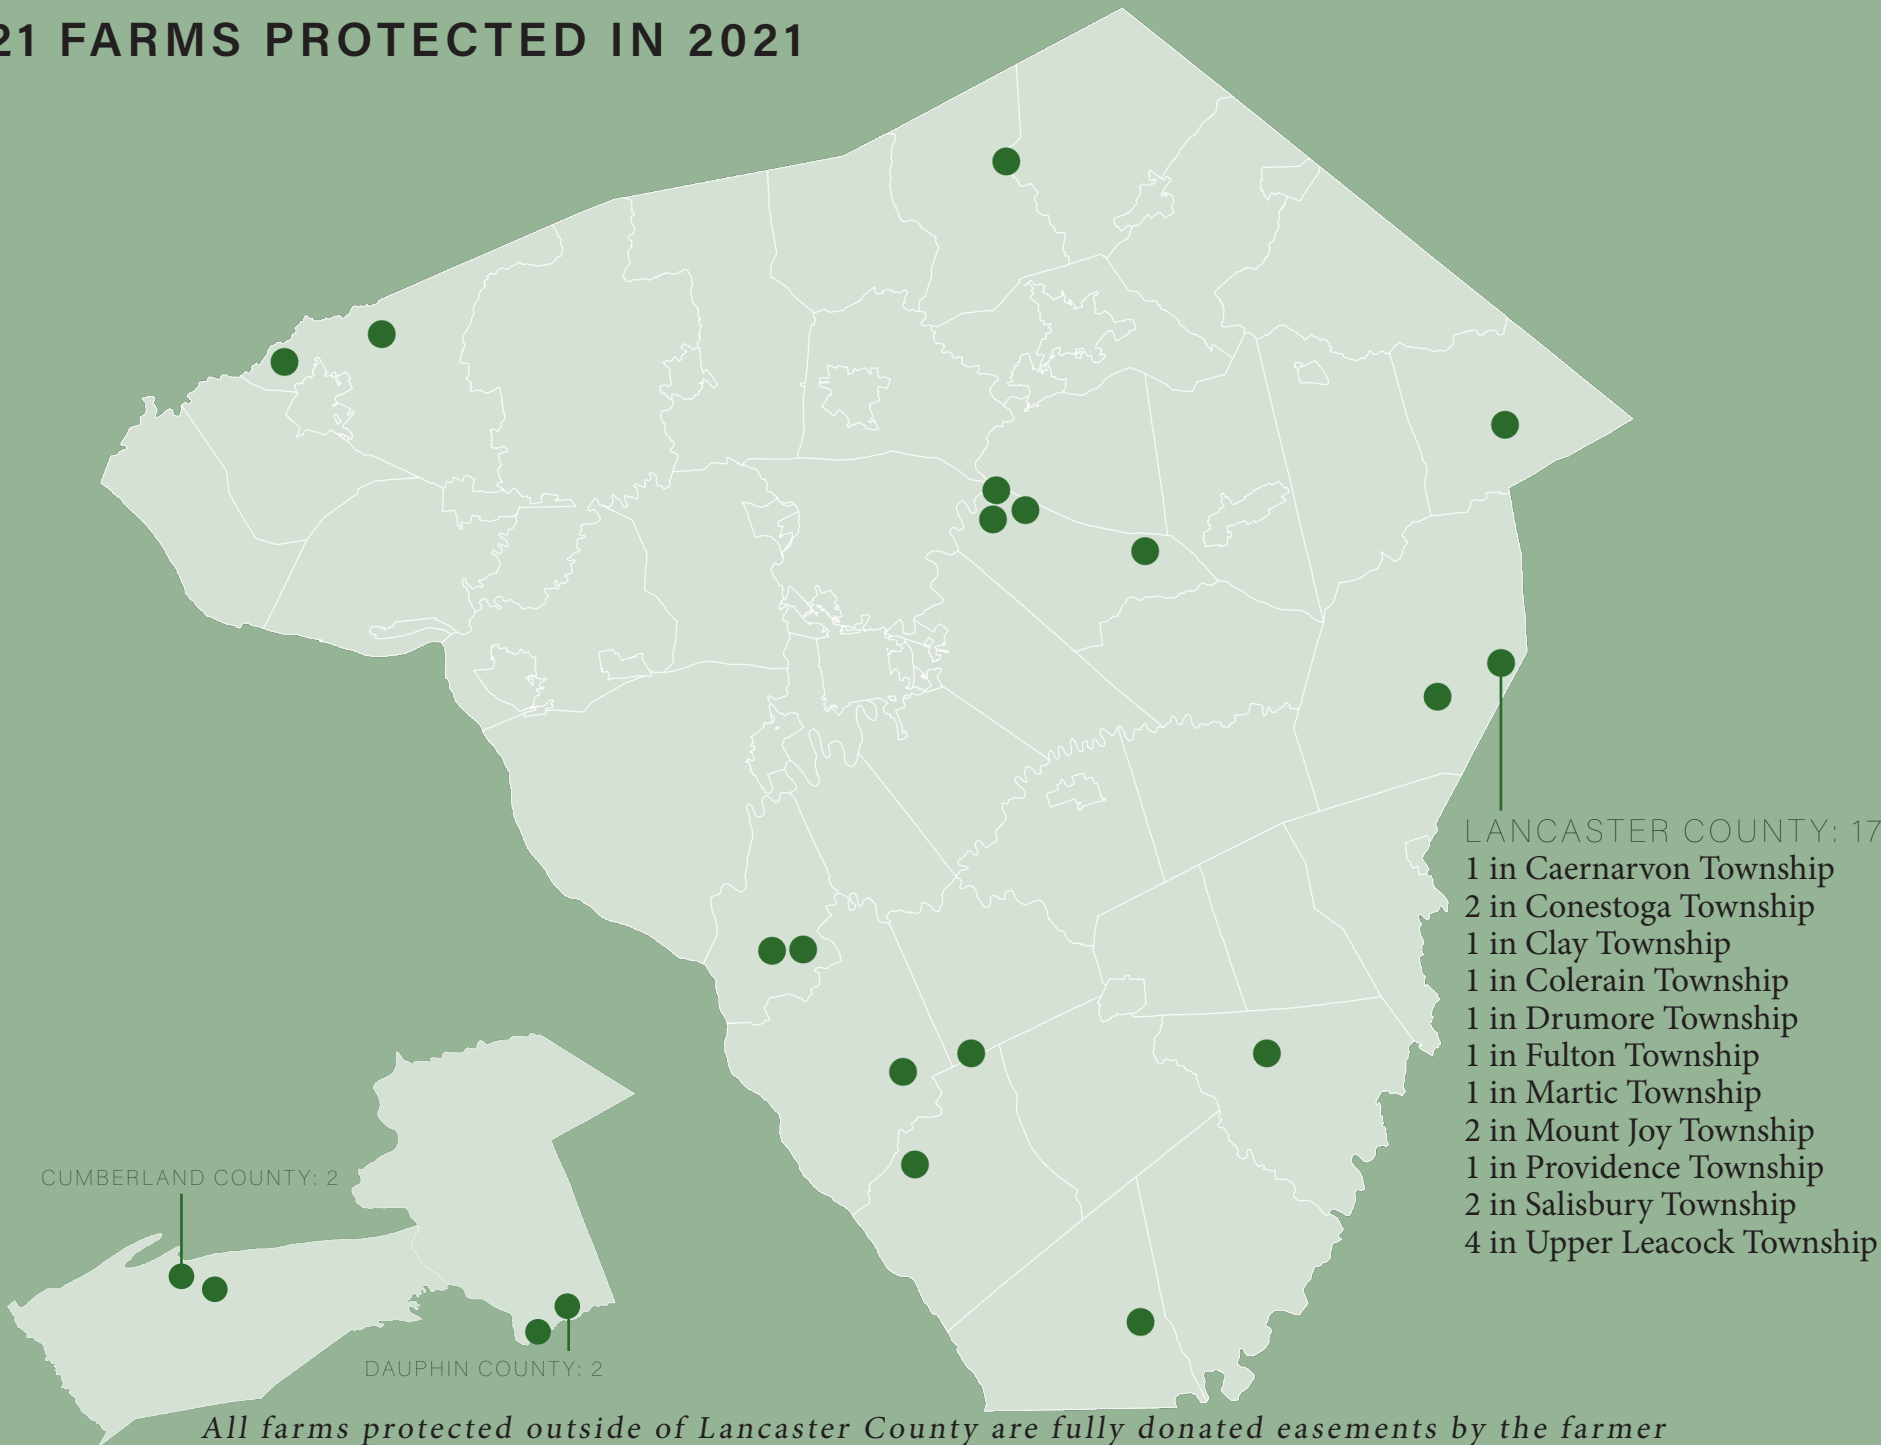 21 FARMS PROTECTED IN 2021
LANCASTER COUNTY: 17
1 in Caernarvon Township
2 in Conestoga Township
1 in Clay Township
1 in Colerain Township
1 in Drumore Township
1 in Fulton Township
1 in Martic Township
2 in Mount Joy Township
1 in Providence Township
2 in Salisbury Township
4 in Upper Leacock Township
CUMBERLAND COUNTY: 2
DAUPHIN COUNTY: 2
All farms protected outside of Lancaster County are fully donated easements by the farmer